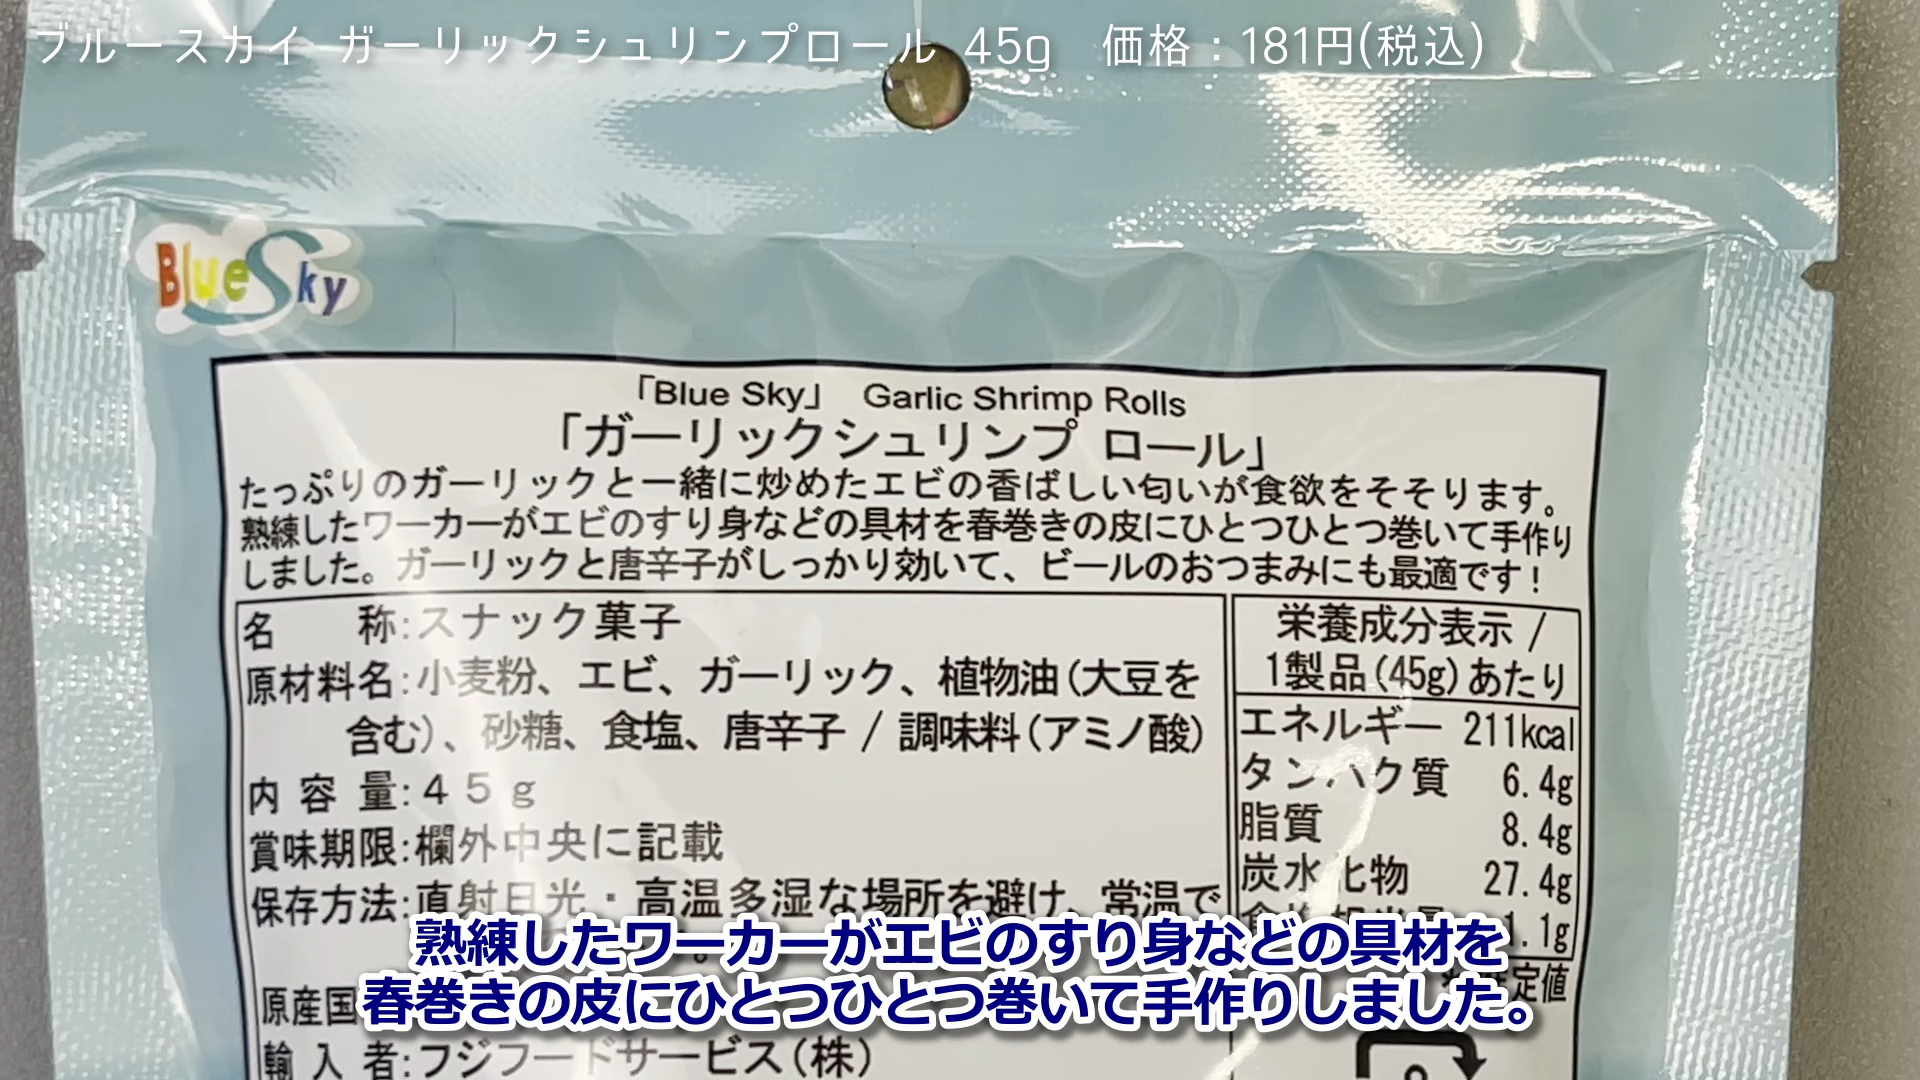 ブルースカイ ガーリックシュリンプロール 45g 価格：181円(税込)
Blue Sky
「Blue Sky」 Garlic Shrimp Rolls
「ガーリックシュリンプ ロール」
たっぷりのガーリックと一緒に炒めたエビの香ばしい匂いが食欲をそそります。
熟練したワーカーがエビのすり身などの具材を春巻きの皮にひとつひとつ巻いて手作り
しました。ガーリックと唐辛子がしっかり効いて、ビールのおつまみにも最適です！
名 称:スナック菓子
原材料名:小麦粉、エビ、ガーリック、植物油(大豆を
含む)、砂糖、食塩、唐辛子 / 調味料(アミノ酸)
内 容 量:４５ｇ
賞味期限:欄外中央に記載
保存方法:直射日光・高温多湿な場所を避け、常温で
原産国
輸 入 者:フジフードサービス(株)
栄養成分表示 /
1製品(45g)あたり
エネルギー 211kcal
タンパク質 6.4g
脂質 8.4g
炭水化物 27.4g
1.1g
定値
熟練したワーカーがエビのすり身などの具材を
春巻きの皮にひとつひとつ巻いて手作りしました。